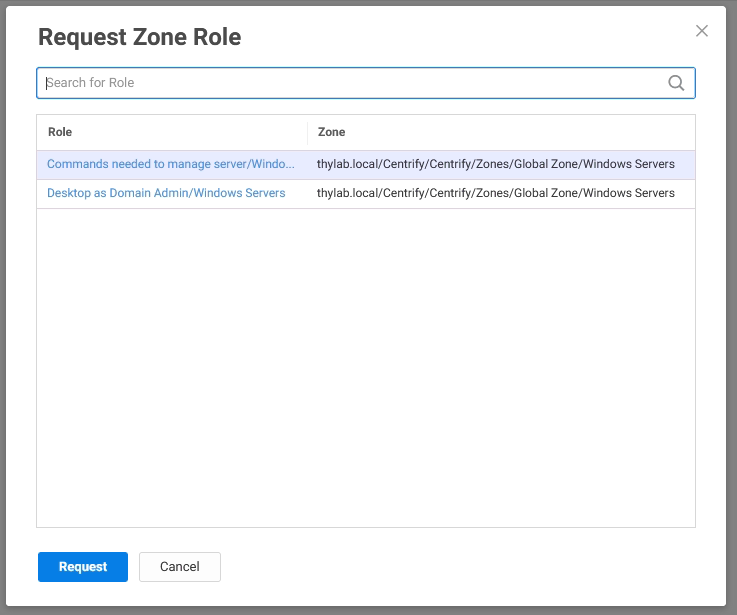 Request Zone Role
Search for Role
Role Zone
Commands needed to manage server/Windo... thylab.local/Centrify/Centrify/Zones/Global Zone/Windows Servers
Desktop as Domain Admin/Windows Servers thylab.local/Centrify/Centrify/Zones/Global Zone/Windows Servers
Request Cancel